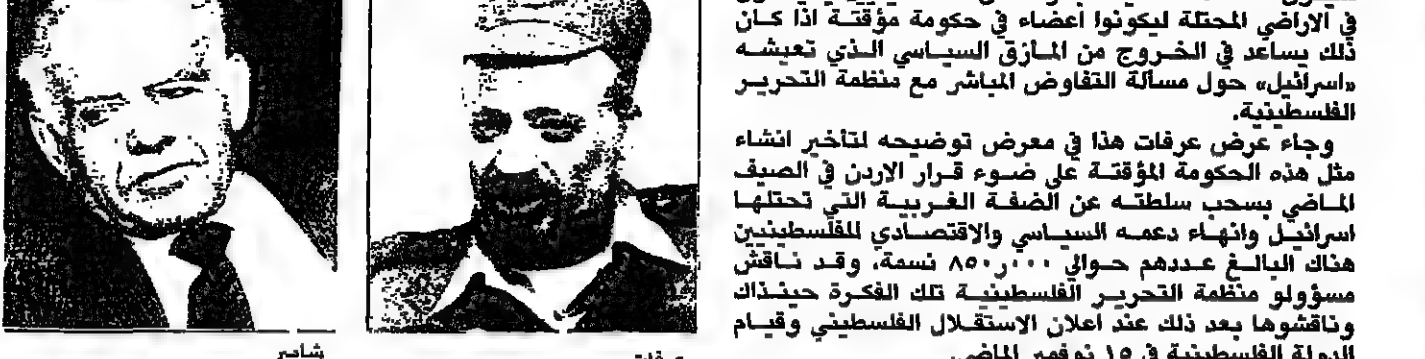 في الاراضي المحتلة ليكونوا أعضاء في حكومة مؤقتة اذا كان
ذلك يساعد في الخروج من المأزق السياسي الذي تعيشه
«اسرائيل» حول مسألة التفاوض المباشر مع منظمة التحرير
الفلسطينية.
وجاء عرض عرفات هذا في معرض توضيحه لتأخير انشاء
مثل هذه الحكومة المؤقتة على ضوء قرار الاردن في الصيف
الماضي بسحب سلطته عن الضفة الغربية التي تحتلها
اسرائيل وانهاء دعمه السياسي والاقتصادي للفلسطينيين
هناك البالغ عددهم حوالي ٨٥٠ر٠٠٠ نسمة. وقد ناقش
مسؤولو منظمة التحرير الفلسطينية تلك الفكرة حينذاك
وناقشوها بعد ذلك عند اعلان الاستقلال الفلسطيني وقيام
الدولة الفلسطينية في ١٥ نوفمبر الماضي.
عرفات
شامير